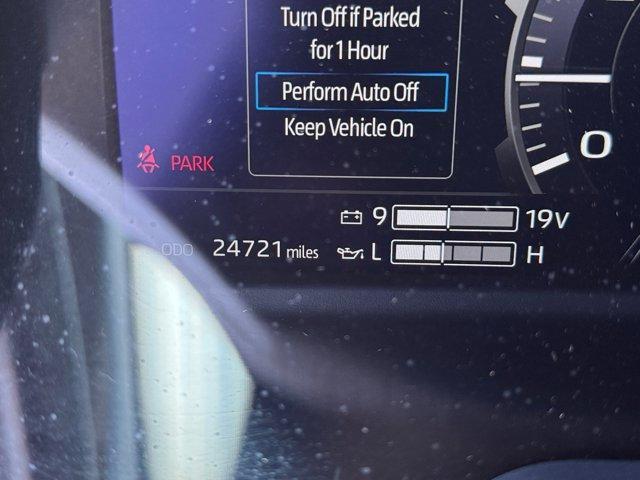 Turn Off if Parked
for 1 Hour
Perform Auto Off
Keep Vehicle On
PARK
0
9 19V
ODO 24721 miles L H